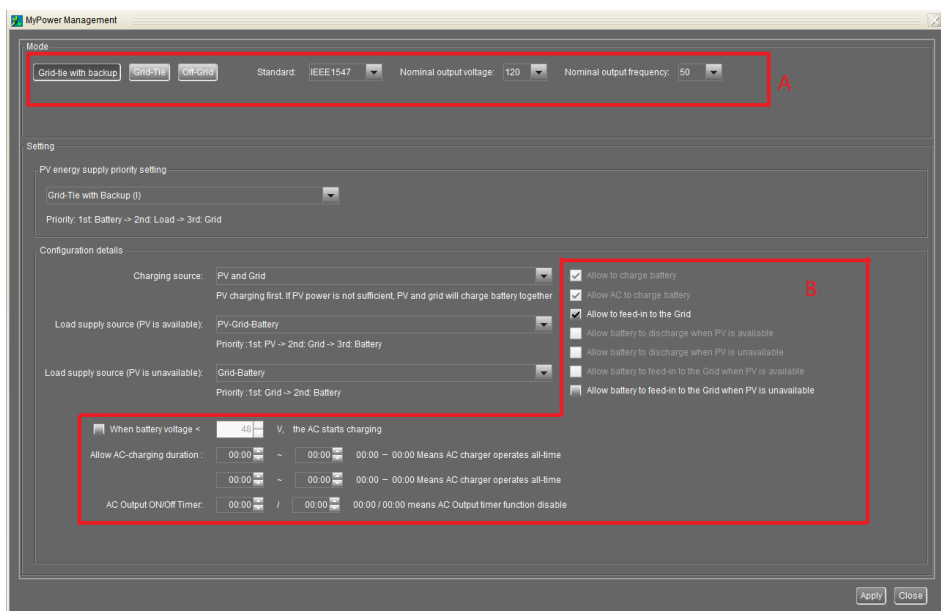 MyPower Management
Mode
Grid-tie with backup Grid-Tie Off-Grid Standard: IEEE1547 Nominal output voltage: 120 Nominal output frequency: 50
A
Setting
PV energy supply priority setting
Grid-Tie with Backup (I)
Priority: 1st: Battery -> 2nd: Load -> 3rd: Grid
Configuration details
Charging source: PV and Grid
PV charging first. If PV power is not sufficient, PV and grid will charge battery together
Load supply source (PV is available): PV-Grid-Battery
Priority :1st: PV -> 2nd: Grid -> 3rd: Battery
Load supply source (PV is unavailable): Grid-Battery
Priority :1st: Grid -> 2nd: Battery
Allow to charge battery
Allow AC to charge battery
B
Allow to feed-in to the Grid
Allow battery to discharge when PV is available
Allow battery to discharge when PV is unavailable
Allow battery to feed-in to the Grid when PV is available
Allow battery to feed-in to the Grid when PV is unavailable
When battery voltage < 48 V, the AC starts charging
Allow AC-charging duration : 00:00 ~ 00:00 00:00 – 00:00 Means AC charger operates all-time
00:00 ~ 00:00 00:00 – 00:00 Means AC charger operates all-time
AC Output ON/Off Timer: 00:00 / 00:00 00:00 / 00:00 means AC Output timer function disable
Apply Close